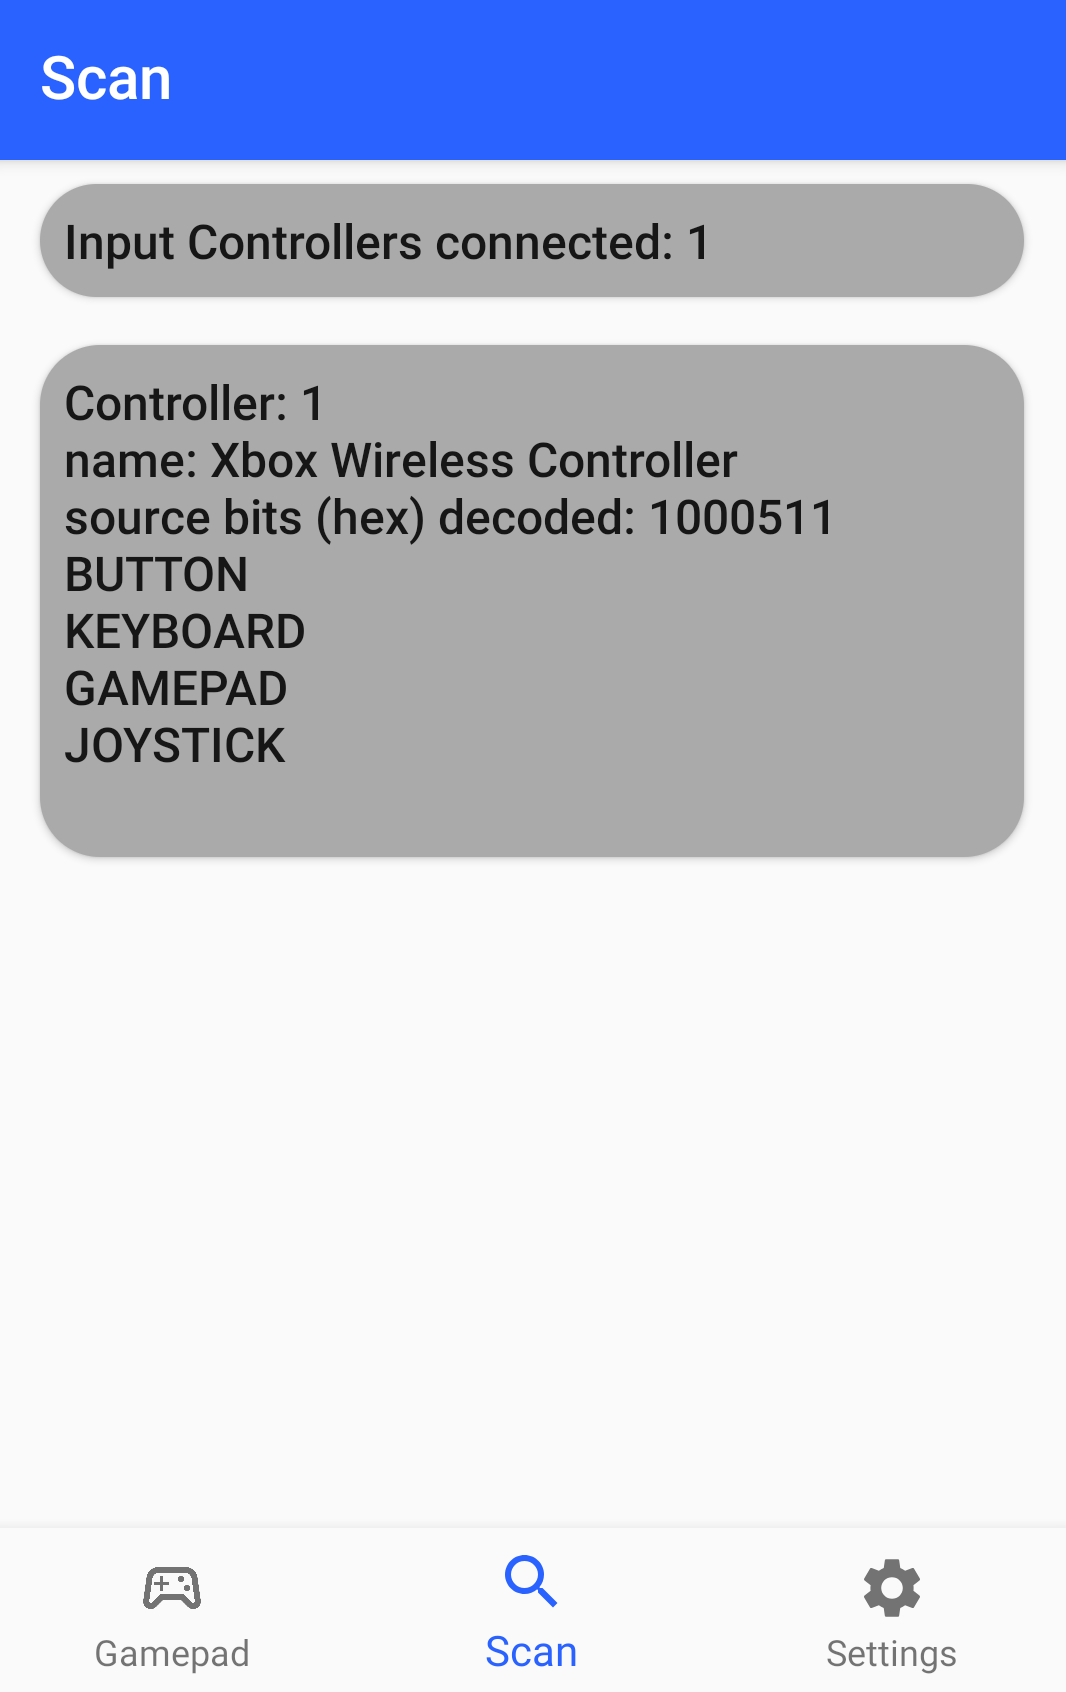 Scan
Input Controllers connected: 1
Controller: 1
name: Xbox Wireless Controller
source bits (hex) decoded: 1000511
BUTTON
KEYBOARD
GAMEPAD
JOYSTICK
Gamepad
Scan
Settings